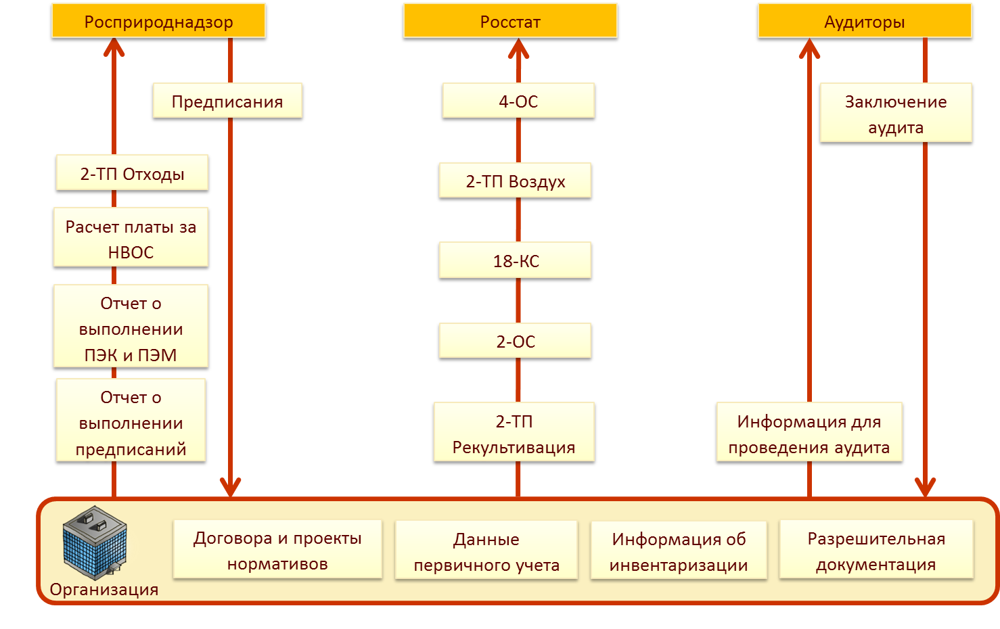 Росприроднадзор
Росстат
Аудиторы
Предписания
4-ОС
Заключение
аудита
2-ТП Отходы
2-ТП Воздух
Расчет платы за
НВОС
18-КС
Отчет о
выполнении
ПЭК и ПЭМ
2-ОС
Отчет о
выполнении
предписаний
2-ТП
Рекультивация
Информация для
проведения аудита
Организация
Договора и проекты
нормативов
Данные
первичного учета
Информация об
инвентаризации
Разрешительная
документация